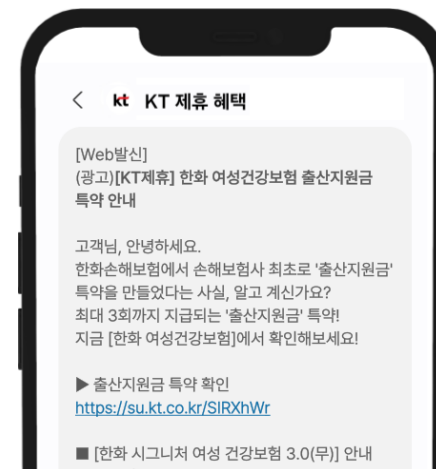 kt KT 제휴 혜택
[Web발신]
(광고)[KT제휴] 한화 여성건강보험 출산지원금
특약 안내
고객님, 안녕하세요.
한화손해보험에서 손해보험사 최초로 '출산지원금'
특약을 만들었다는 사실, 알고 계신가요?
최대 3회까지 지급되는 '출산지원금' 특약!
지금 [한화 여성건강보험]에서 확인해보세요!
▶ 출산지원금 특약 확인
https://su.kt.co.kr/SIRXhWr
■ [한화 시그니처 여성 건강보험 3.0(무)] 안내